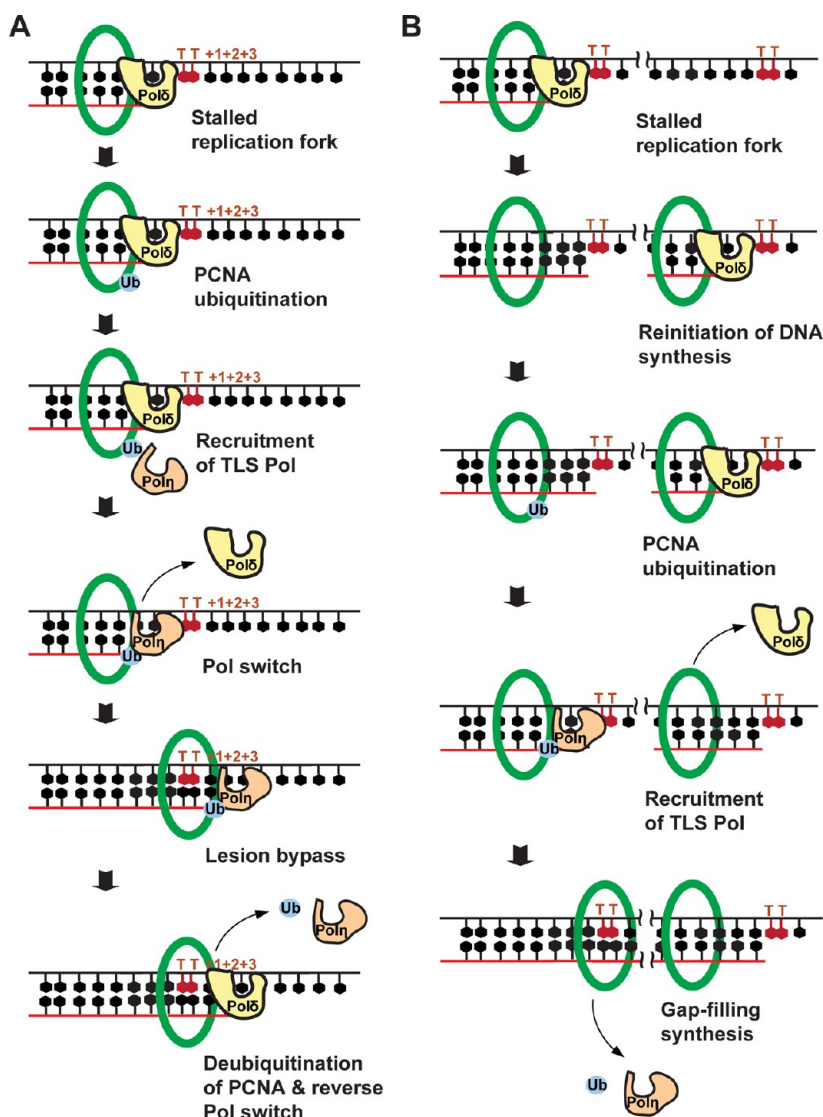 A
T T +1+2+3
Polδ
Stalled
replication fork
T T +1+2+3
Polδ
Ub
PCNA
ubiquitination
T T +1+2+3
Polδ
Ub
Polη
Recruitment
of TLS Pol
Polδ
T T +1+2+3
Polη
Ub
Pol switch
T T +1+2+3
Polη
Ub
Lesion bypass
Ub
Polη
T T +1+2+3
Polδ
Deubiquitination
of PCNA & reverse
Pol switch
B
T T
T T
Polδ
Stalled
replication fork
T T
T T
Polδ
Reinitiation of DNA
synthesis
T T
T T
Polδ
Ub
PCNA
ubiquitination
Polδ
T T
T T
Polη
Ub
Recruitment
of TLS Pol
T T
T T
Gap-filling
synthesis
Ub
Polη